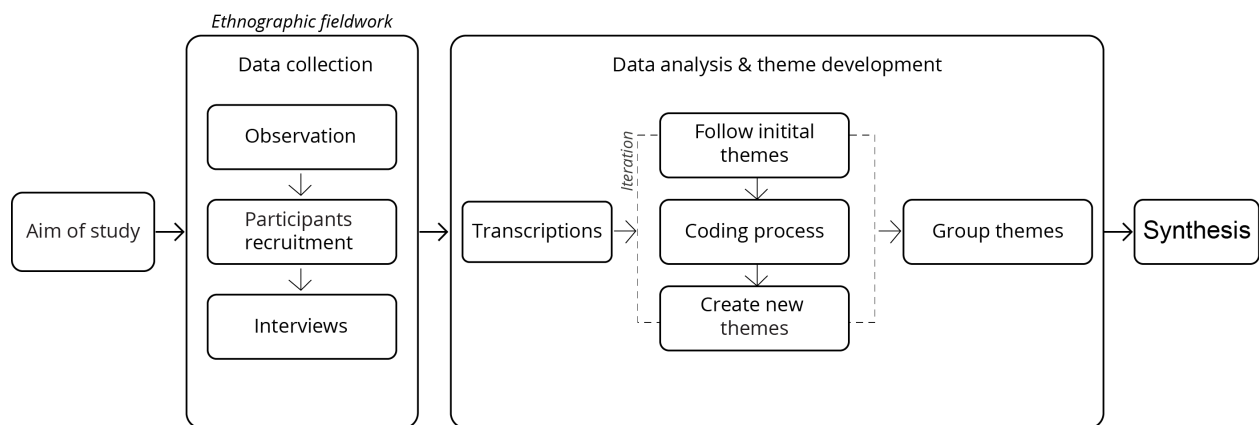 Ethnographic fieldwork
Data collection
Observation
Participants
recruitment
Interviews
Aim of study
Data analysis & theme development
Transcriptions
Iteration
Follow initital
themes
Coding process
Create new
themes
Group themes
Synthesis